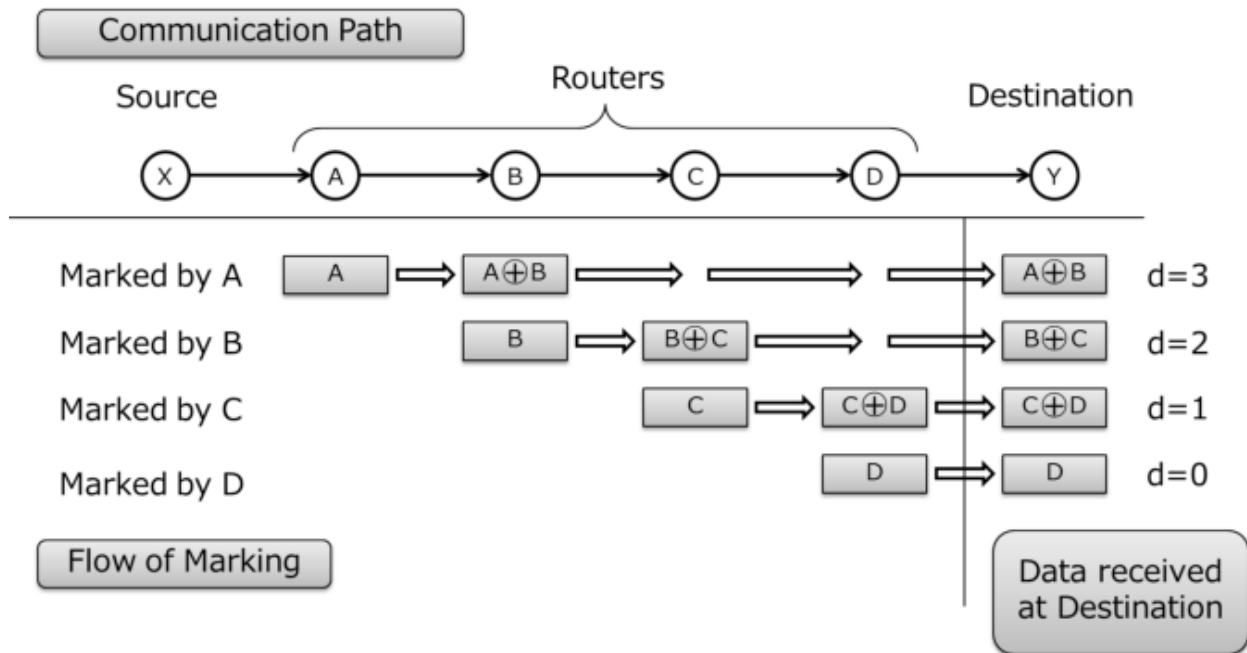 Communication Path
Source
Routers
Destination
X
A
B
C
D
Y
Marked by A
A
A⊕B
A⊕B
d=3
Marked by B
B
B⊕C
B⊕C
d=2
Marked by C
C
C⊕D
C⊕D
d=1
Marked by D
D
D
d=0
Flow of Marking
Data received
at Destination